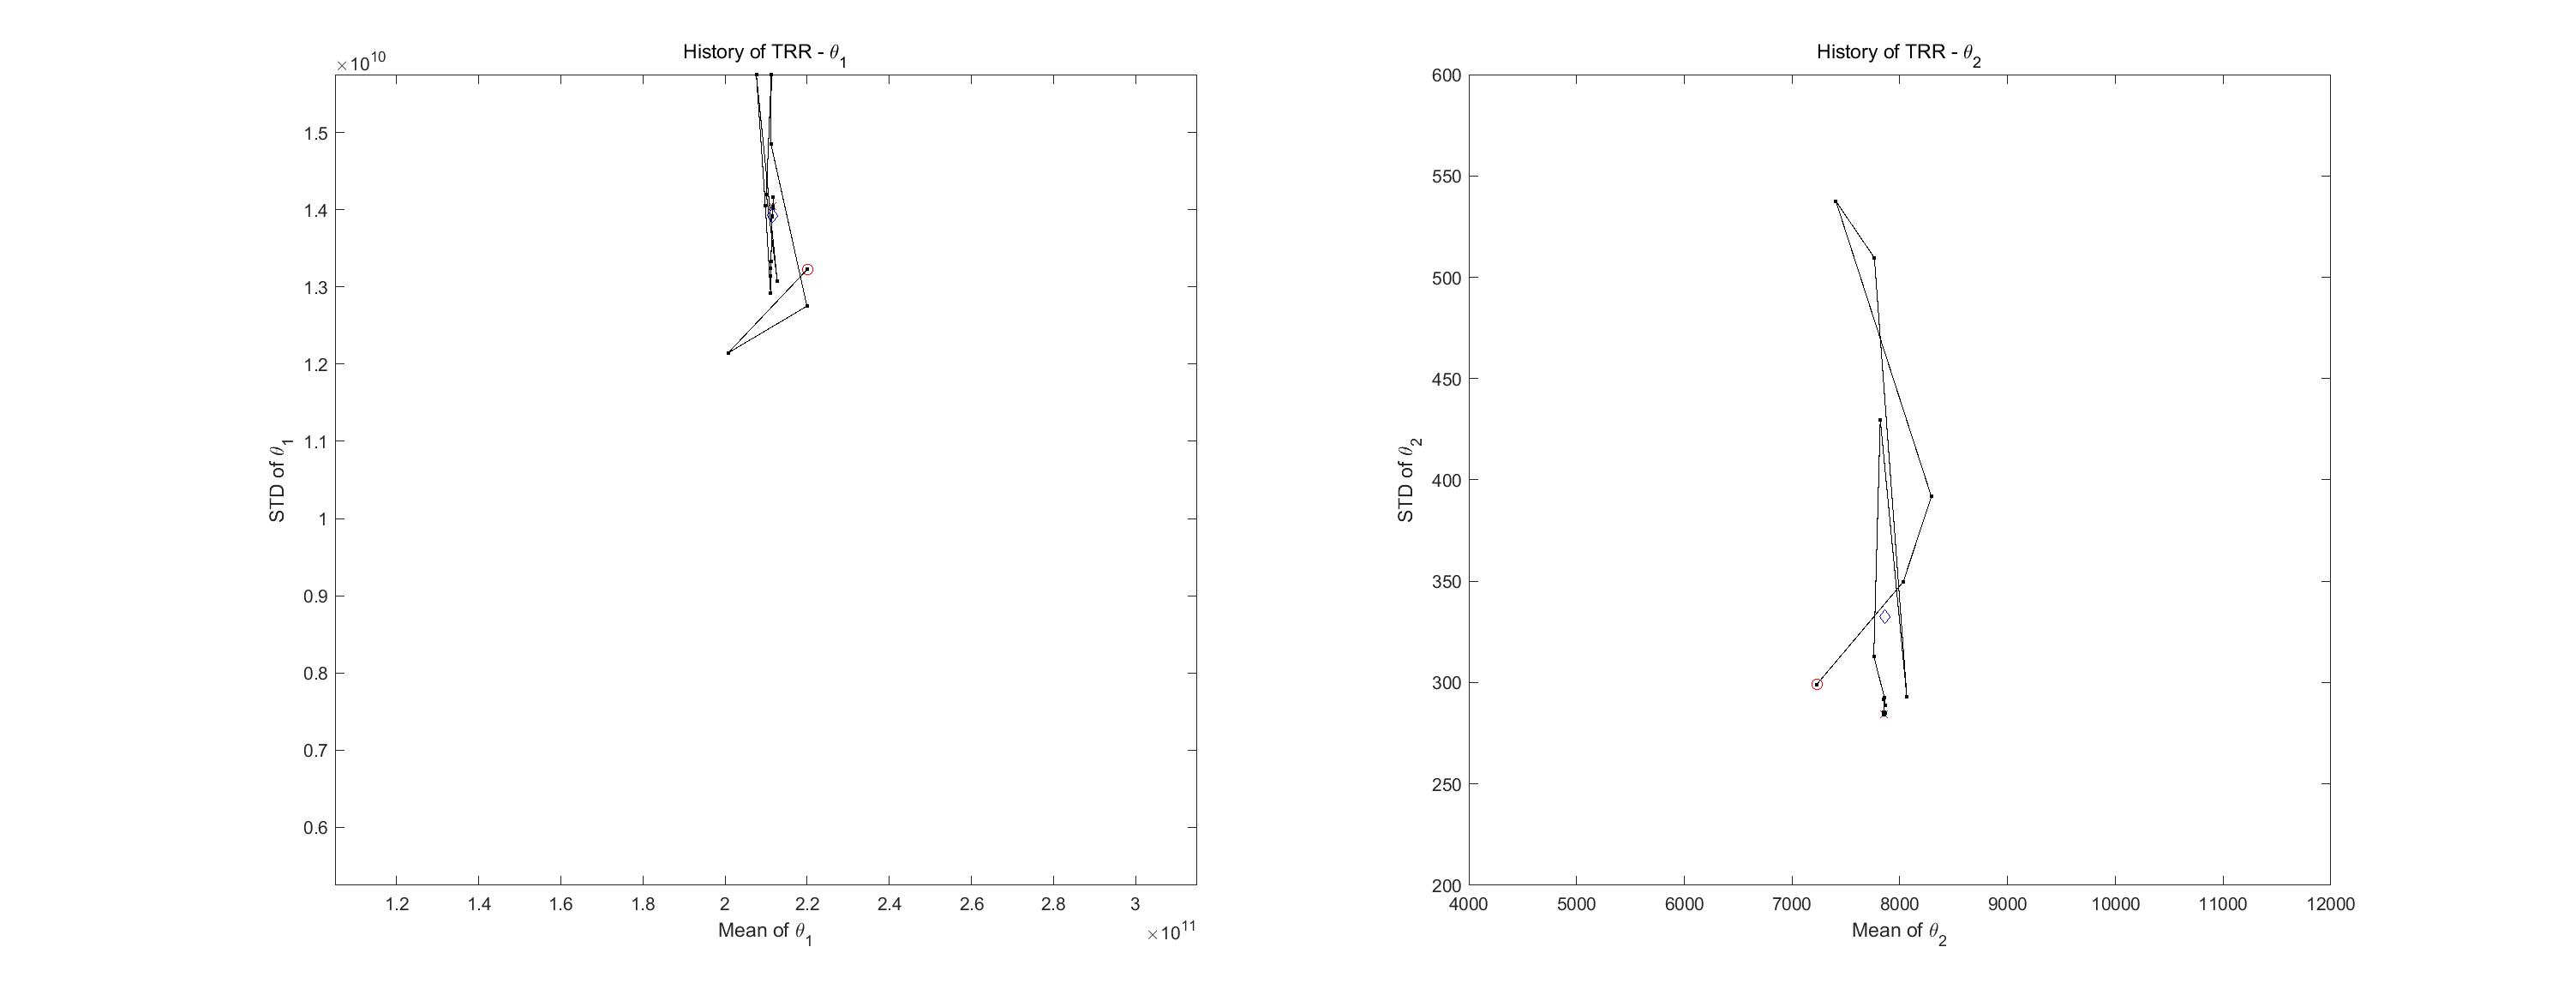 History of TRR - θ1
×10^10
1.5
1.4
1.3
1.2
1.1
1
0.9
0.8
0.7
0.6
STD of θ1
1.2 1.4 1.6 1.8 2 2.2 2.4 2.6 2.8 3
Mean of θ1
×10^11
History of TRR - θ2
600
550
500
450
400
350
300
250
200
STD of θ2
4000 5000 6000 7000 8000 9000 10000 11000 12000
Mean of θ2